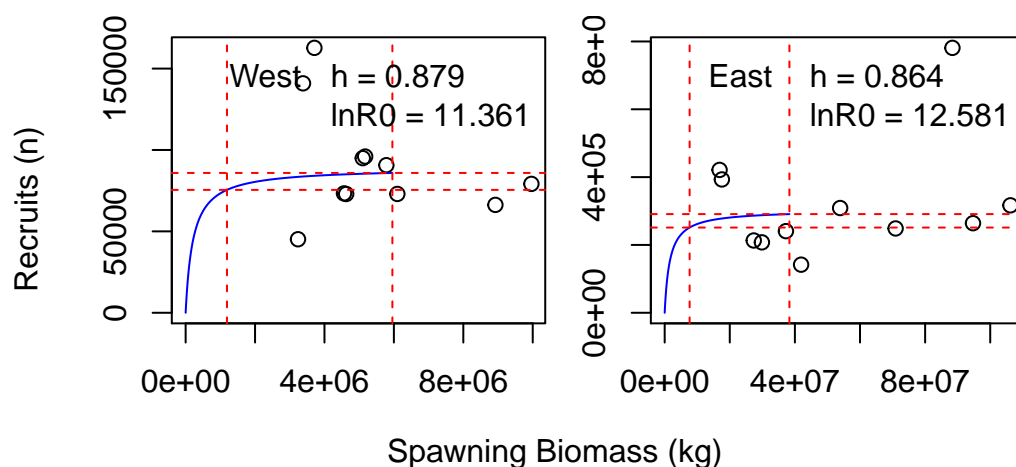 West h = 0.879
lnR0 = 11.361
East h = 0.864
lnR0 = 12.581
Recruits (n)
0 50000 150000
0e+00 4e+05 8e+0
0e+00 4e+06 8e+06
0e+00 4e+07 8e+07
Spawning Biomass (kg)